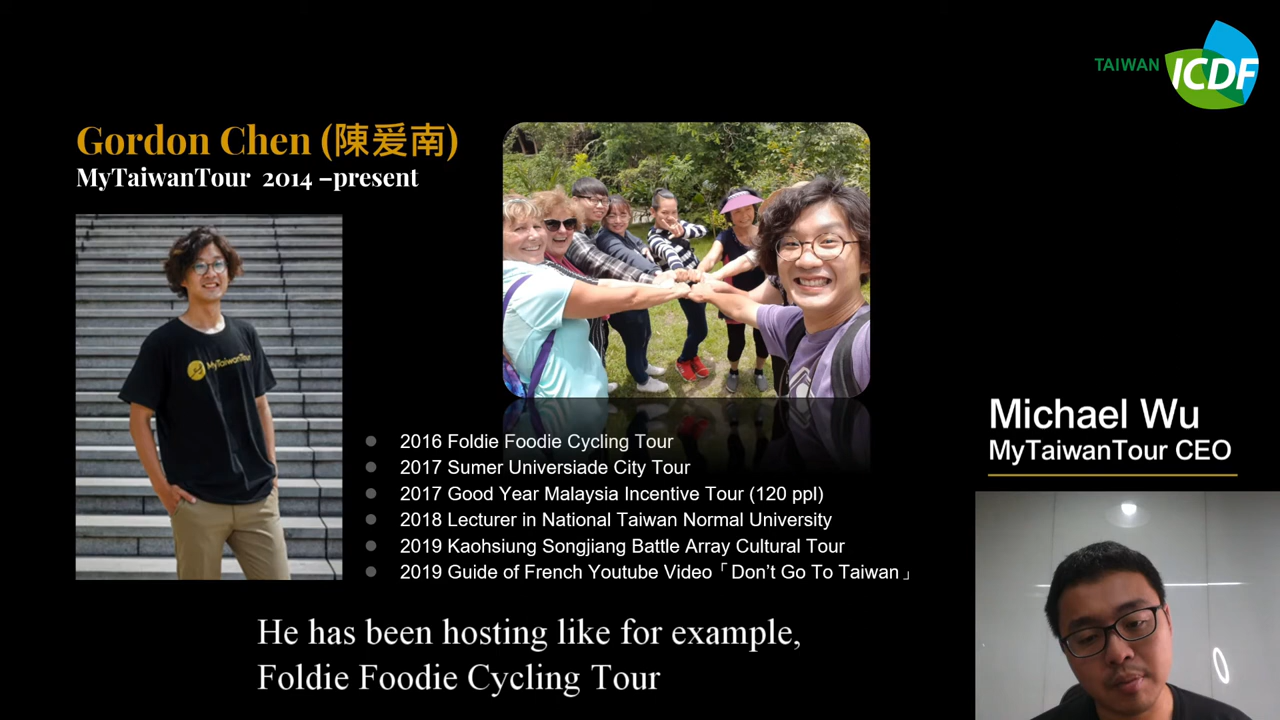 TAIWAN ICDF
Gordon Chen (陳爰南)
MyTaiwanTour 2014 –present
MyTaiwanTour
2016 Foldie Foodie Cycling Tour
2017 Sumer Universiade City Tour
2017 Good Year Malaysia Incentive Tour (120 ppl)
2018 Lecturer in National Taiwan Normal University
2019 Kaohsiung Songjiang Battle Array Cultural Tour
2019 Guide of French Youtube Video「Don't Go To Taiwan」
Michael Wu
MyTaiwanTour CEO
He has been hosting like for example,
Foldie Foodie Cycling Tour